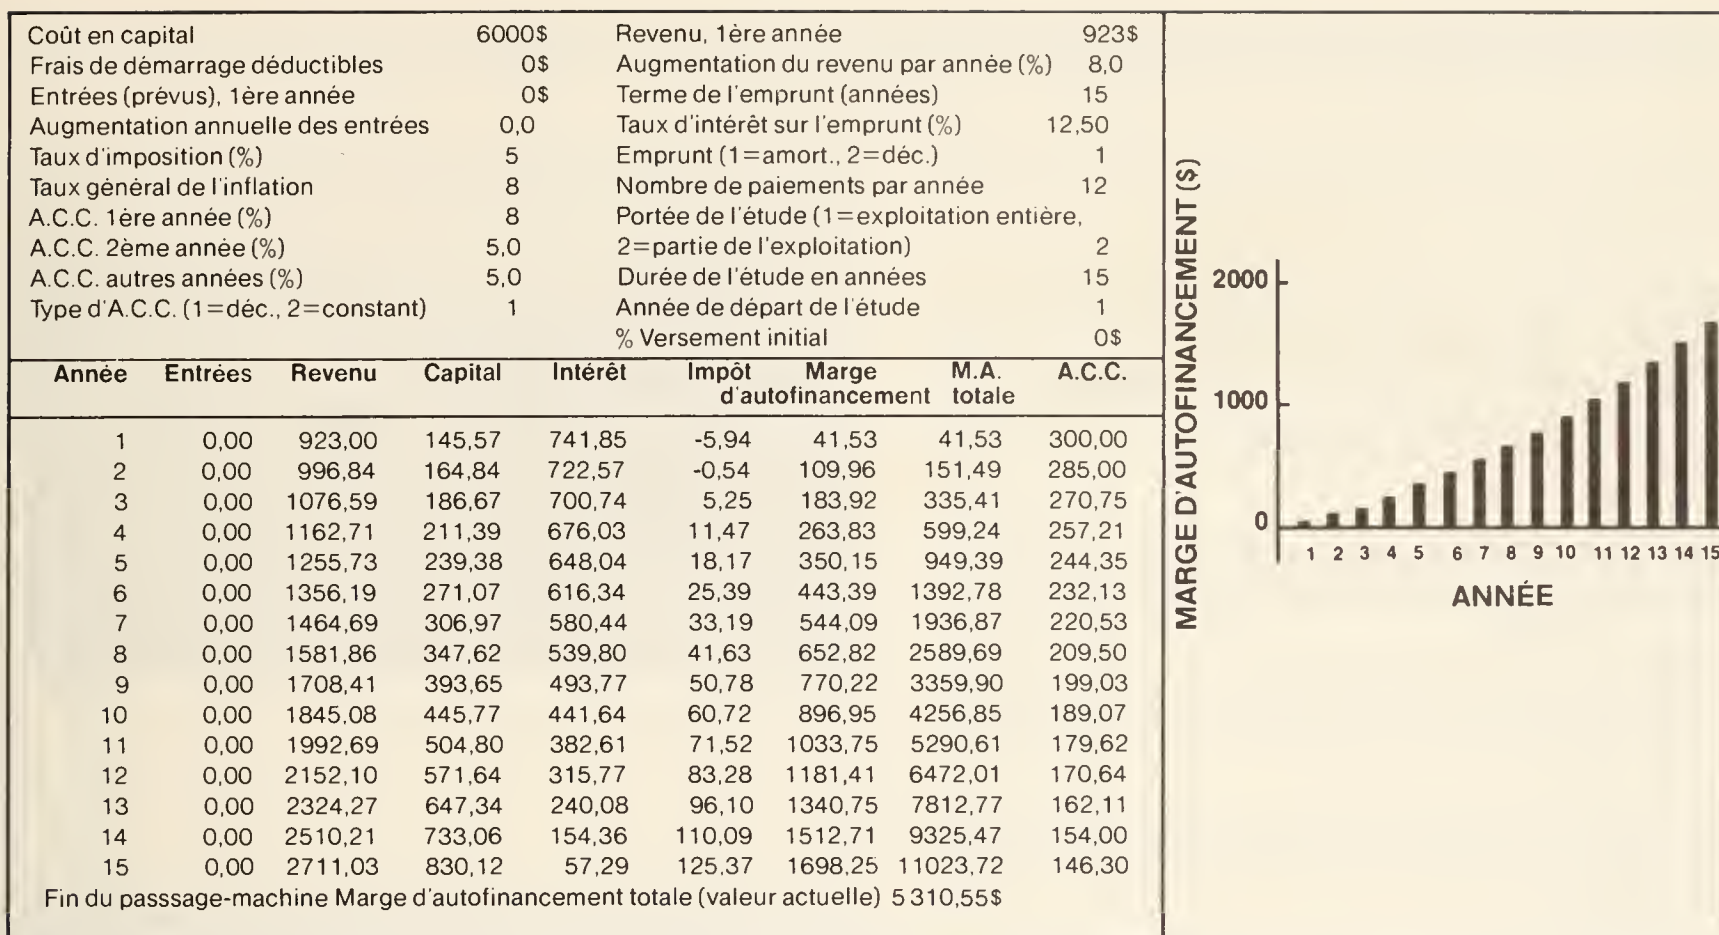 Coût en capital 6000$
Frais de démarrage déductibles 0$
Entrées (prévus), 1ère année 0$
Augmentation annuelle des entrées 0,0
Taux d'imposition (%) 5
Taux général de l'inflation 8
A.C.C. 1ère année (%) 8
A.C.C. 2ème année (%) 5,0
A.C.C. autres années (%) 5,0
Type d'A.C.C. (1=déc., 2=constant) 1
Revenu, 1ère année 923$
Augmentation du revenu par année (%) 8,0
Terme de l'emprunt (années) 15
Taux d'intérêt sur l'emprunt (%) 12,50
Emprunt (1=amort., 2=déc.) 1
Nombre de paiements par année 12
Portée de l'étude (1=exploitation entière,
2=partie de l'exploitation) 2
Durée de l'étude en années 15
Année de départ de l'étude 1
% Versement initial 0$
Année Entrées Revenu Capital Intérêt Impôt Marge M.A. A.C.C.
d'autofinancement totale
1 0,00 923,00 145,57 741,85 -5,94 41,53 41,53 300,00
2 0,00 996,84 164,84 722,57 -0,54 109,96 151,49 285,00
3 0,00 1076,59 186,67 700,74 5,25 183,92 335,41 270,75
4 0,00 1162,71 211,39 676,03 11,47 263,83 599,24 257,21
5 0,00 1255,73 239,38 648,04 18,17 350,15 949,39 244,35
6 0,00 1356,19 271,07 616,34 25,39 443,39 1392,78 232,13
7 0,00 1464,69 306,97 580,44 33,19 544,09 1936,87 220,53
8 0,00 1581,86 347,62 539,80 41,63 652,82 2589,69 209,50
9 0,00 1708,41 393,65 493,77 50,78 770,22 3359,90 199,03
10 0,00 1845,08 445,77 441,64 60,72 896,95 4256,85 189,07
11 0,00 1992,69 504,80 382,61 71,52 1033,75 5290,61 179,62
12 0,00 2152,10 571,64 315,77 83,28 1181,41 6472,01 170,64
13 0,00 2324,27 647,34 240,08 96,10 1340,75 7812,77 162,11
14 0,00 2510,21 733,06 154,36 110,09 1512,71 9325,47 154,00
15 0,00 2711,03 830,12 57,29 125,37 1698,25 11023,72 146,30
Fin du passsage-machine Marge d'autofinancement totale (valeur actuelle) 5 310,55$
MARGE D'AUTOFINANCEMENT ($)
2000
1000
0
1 2 3 4 5 6 7 8 9 10 11 12 13 14 15
ANNÉE